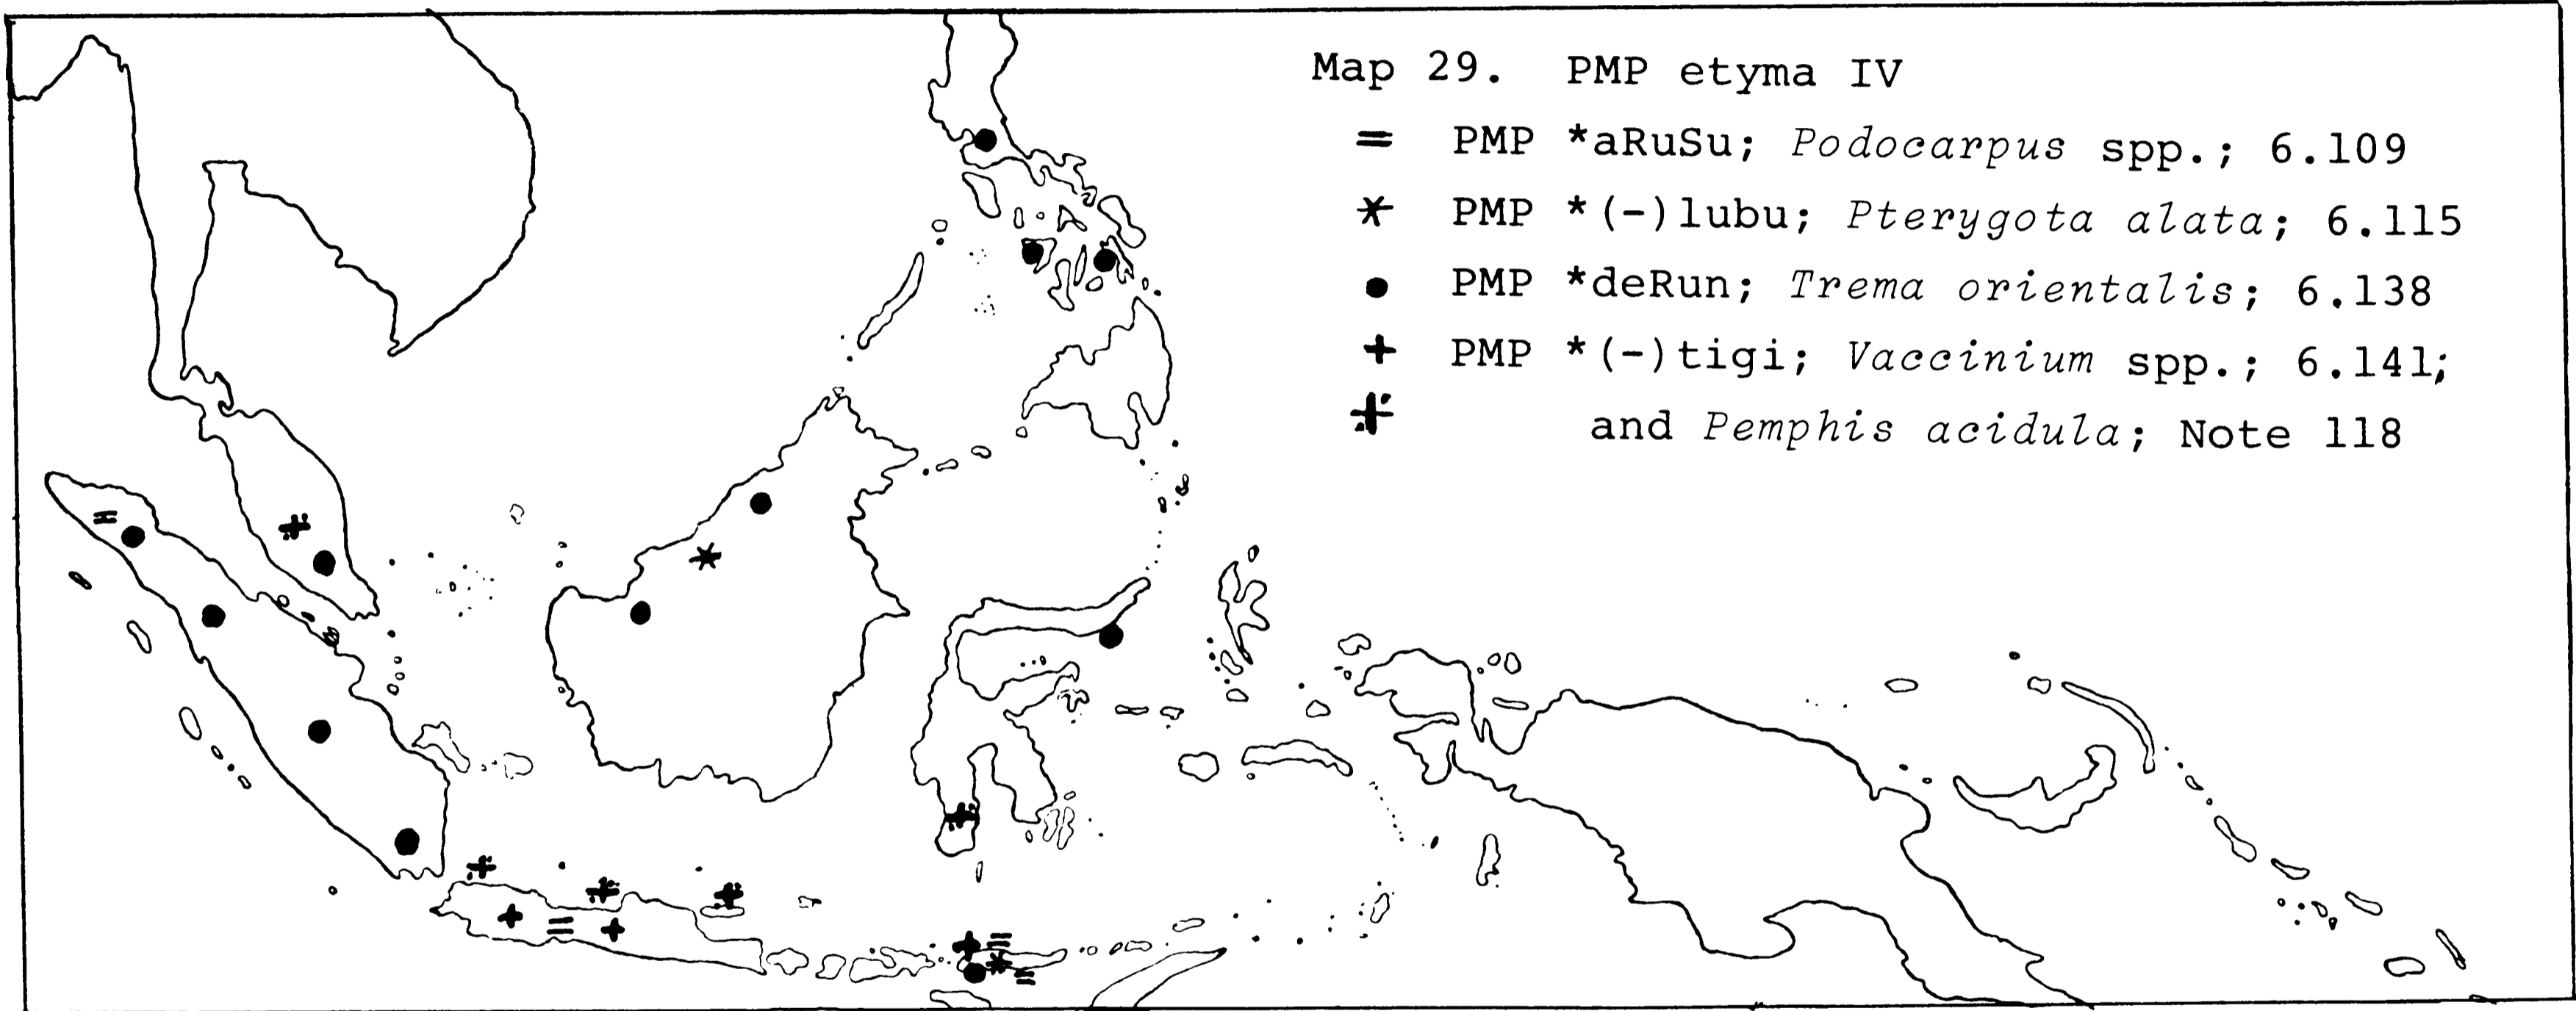 Map 29. PMP etyma IV
= PMP *aRuSu; Podocarpus spp.; 6.109
* PMP *(-)lubu; Pterygota alata; 6.115
● PMP *deRun; Trema orientalis; 6.138
+ PMP *(-)tigi; Vaccinium spp.; 6.141;
and Pemphis acidula; Note 118